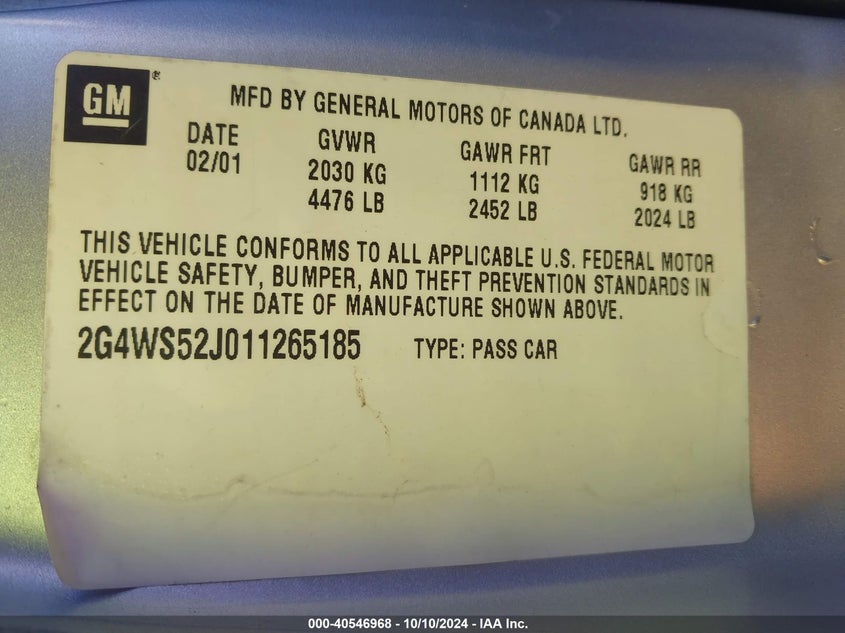 GM ®
MFD BY GENERAL MOTORS OF CANADA LTD.
DATE GVWR GAWR FRT GAWR RR
02/01 2030 KG 1112 KG 918 KG
4476 LB 2452 LB 2024 LB
THIS VEHICLE CONFORMS TO ALL APPLICABLE U.S. FEDERAL MOTOR
VEHICLE SAFETY, BUMPER, AND THEFT PREVENTION STANDARDS IN
EFFECT ON THE DATE OF MANUFACTURE SHOWN ABOVE.
2G4WS52J011265185 TYPE: PASS CAR
000-40546968 - 10/10/2024 - IAA Inc.